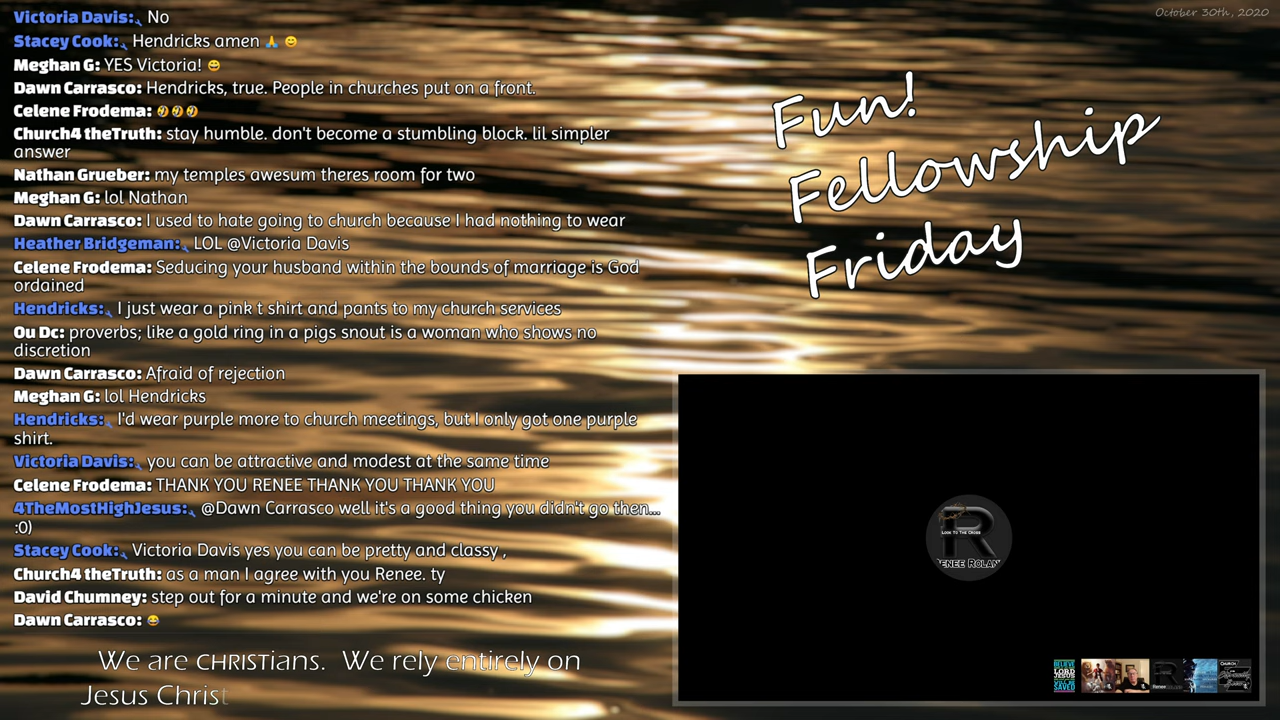 Victoria Davis: No
Stacey Cook: Hendricks amen 🙏 😊
Meghan G: YES Victoria! 😄
Dawn Carrasco: Hendricks, true. People in churches put on a front.
Celene Frodema: 🤣🤣🤣
Church4 theTruth: stay humble. don't become a stumbling block. lil simpler
answer
Nathan Grueber: my temples awesum theres room for two
Meghan G: lol Nathan
Dawn Carrasco: I used to hate going to church because I had nothing to wear
Heather Bridgeman: LOL @Victoria Davis
Celene Frodema: Seducing your husband within the bounds of marriage is God
ordained
Hendricks: I just wear a pink t shirt and pants to my church services
Ou Dc: proverbs; like a gold ring in a pigs snout is a woman who shows no
discretion
Dawn Carrasco: Afraid of rejection
Meghan G: lol Hendricks
Hendricks: I'd wear purple more to church meetings, but I only got one purple
shirt.
Victoria Davis: you can be attractive and modest at the same time
Celene Frodema: THANK YOU RENEE THANK YOU THANK YOU
4TheMostHighJesus: @Dawn Carrasco well it's a good thing you didn't go then...
:0)
Stacey Cook: Victoria Davis yes you can be pretty and classy ,
Church4 theTruth: as a man I agree with you Renee. ty
David Chumney: step out for a minute and we're on some chicken
Dawn Carrasco: 😂
We are CHRISTians. We rely entirely on
Jesus Christ
October 30th, 2020
Fun!
Fellowship
Friday
R
LOOK TO THE CROSS
RENEE ROLAN
BELIEVE
LORD
JESUS
SAVED
Renee
CHURCH